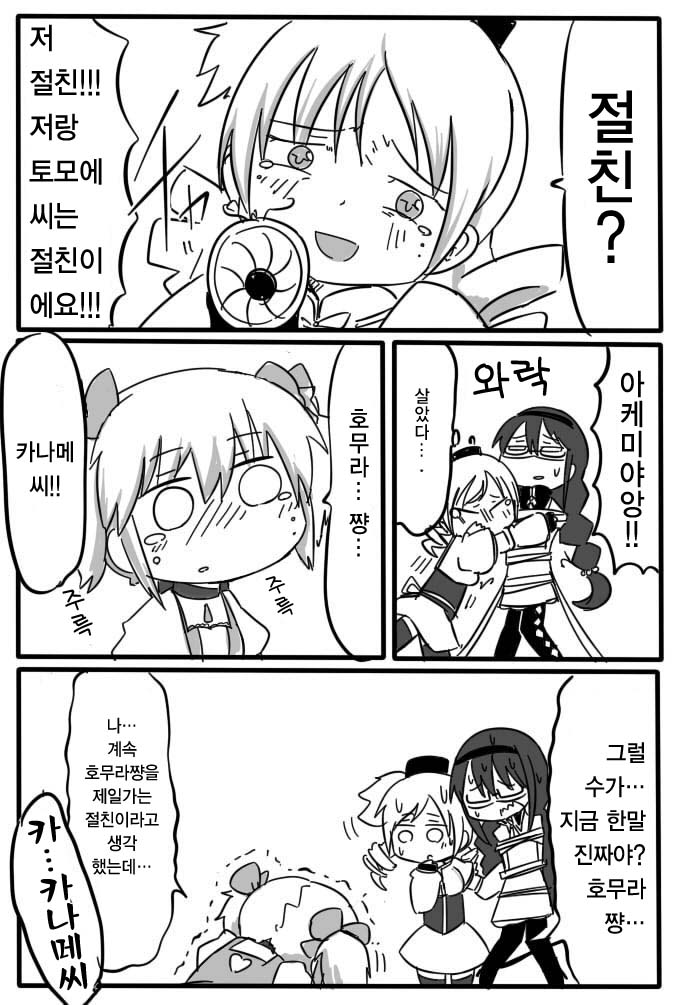 절친?
저
절친!!!
저랑
토모에
씨는
절친이
에요!!!
아케미야앙!!
와락
살았다....
호무라… 쨩…
카나메
씨!!
주륵
주륵
그럴
수가…
지금 한말
진짜야?
호무라
쨩…
나…
계속
호무라쨩을
제일가는
절친이라고
생각
했는데…
카…카나메씨